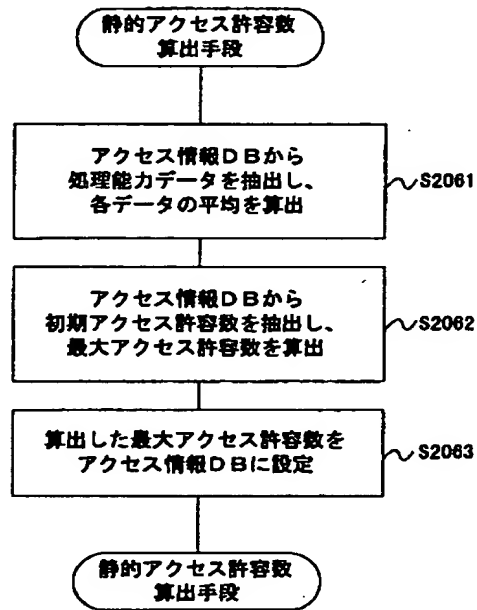 静的アクセス許容数
算出手段
アクセス情報DBから
処理能力データを抽出し、
各データの平均を算出
S2061
アクセス情報DBから
初期アクセス許容数を抽出し、
最大アクセス許容数を算出
S2062
算出した最大アクセス許容数を
アクセス情報DBに設定
S2063
静的アクセス許容数
算出手段